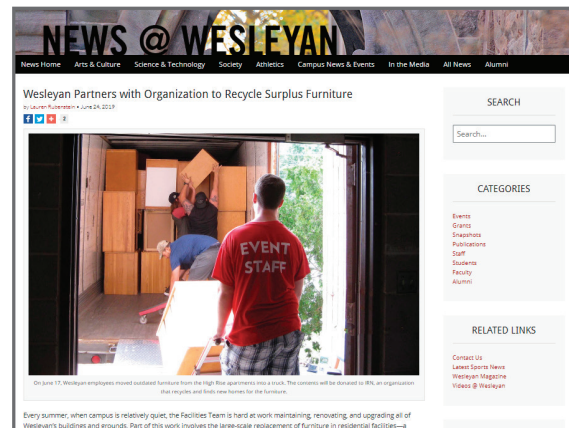 NEWS @ WESLEYAN
News Home Arts & Culture Science & Technology Society Athletics Campus News & Events In the Media All News Alumni
Wesleyan Partners with Organization to Recycle Surplus Furniture
by Lauren Rubenstein • June 24, 2019
3
EVENT
STAFF
On June 17, Wesleyan employees moved outdated furniture from the High Rise apartments into a truck. The contents will be donated to IRN, an organization
that recycles and finds new homes for the furniture.
Every summer, when campus is relatively quiet, the Facilities Team is hard at work maintaining, renovating, and upgrading all of
Wesleyan's buildings and grounds. Part of this work involves the large-scale replacement of furniture in residential facilities—a
SEARCH
Search...
CATEGORIES
Events
Grants
Snapshots
Publications
Staff
Students
Faculty
Alumni
RELATED LINKS
Contact Us
Latest Sports News
Wesleyan Magazine
Videos @ Wesleyan